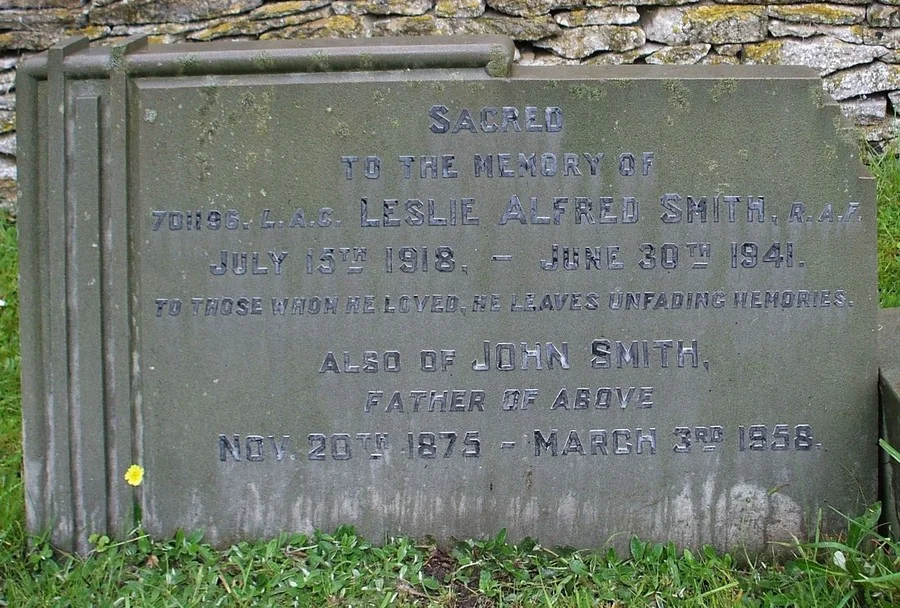 SACRED
TO THE MEMORY OF
701196. L.A.C. LESLIE ALFRED SMITH, R.A.F.
JULY 15TH 1918, – JUNE 30TH 1941.
TO THOSE WHOM HE LOVED, HE LEAVES UNFADING MEMORIES.
ALSO OF JOHN SMITH,
FATHER OF ABOVE
NOV. 20TH 1875 – MARCH 3RD 1958.